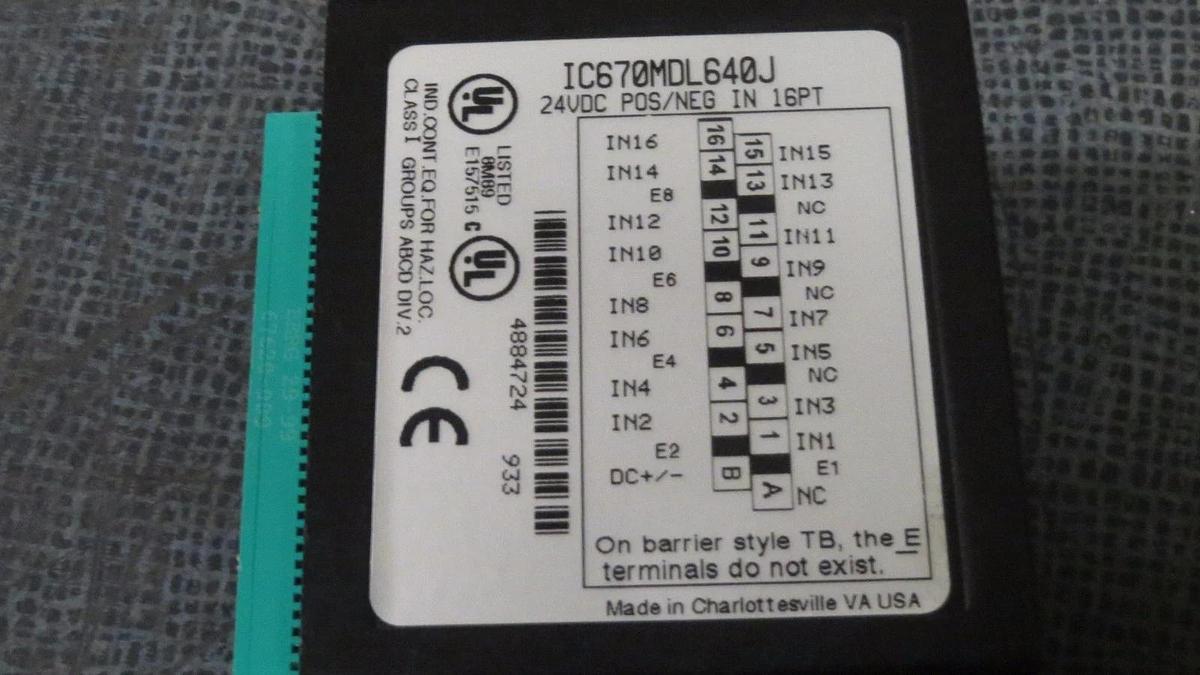 IC670MDL640J
24VDC POS/NEG IN 16PT
IND.CONT.EQ.FOR HAZ.LOC.
CLASS I GROUPS ABCD DIV.2
UL
LISTED
8M89
E157515
C
UL
4884724 933
CE
IN16 16 15 IN15
IN14 14 13 IN13
E8 NC
IN12 12 11 IN11
IN10 10 9 IN9
E6 NC
IN8 8 7 IN7
IN6 6 5 IN5
E4 NC
IN4 4 3 IN3
IN2 2 1 IN1
E2 E1
DC+/- B A NC
On barrier style TB, the E
terminals do not exist.
Made in Charlottesville VA USA